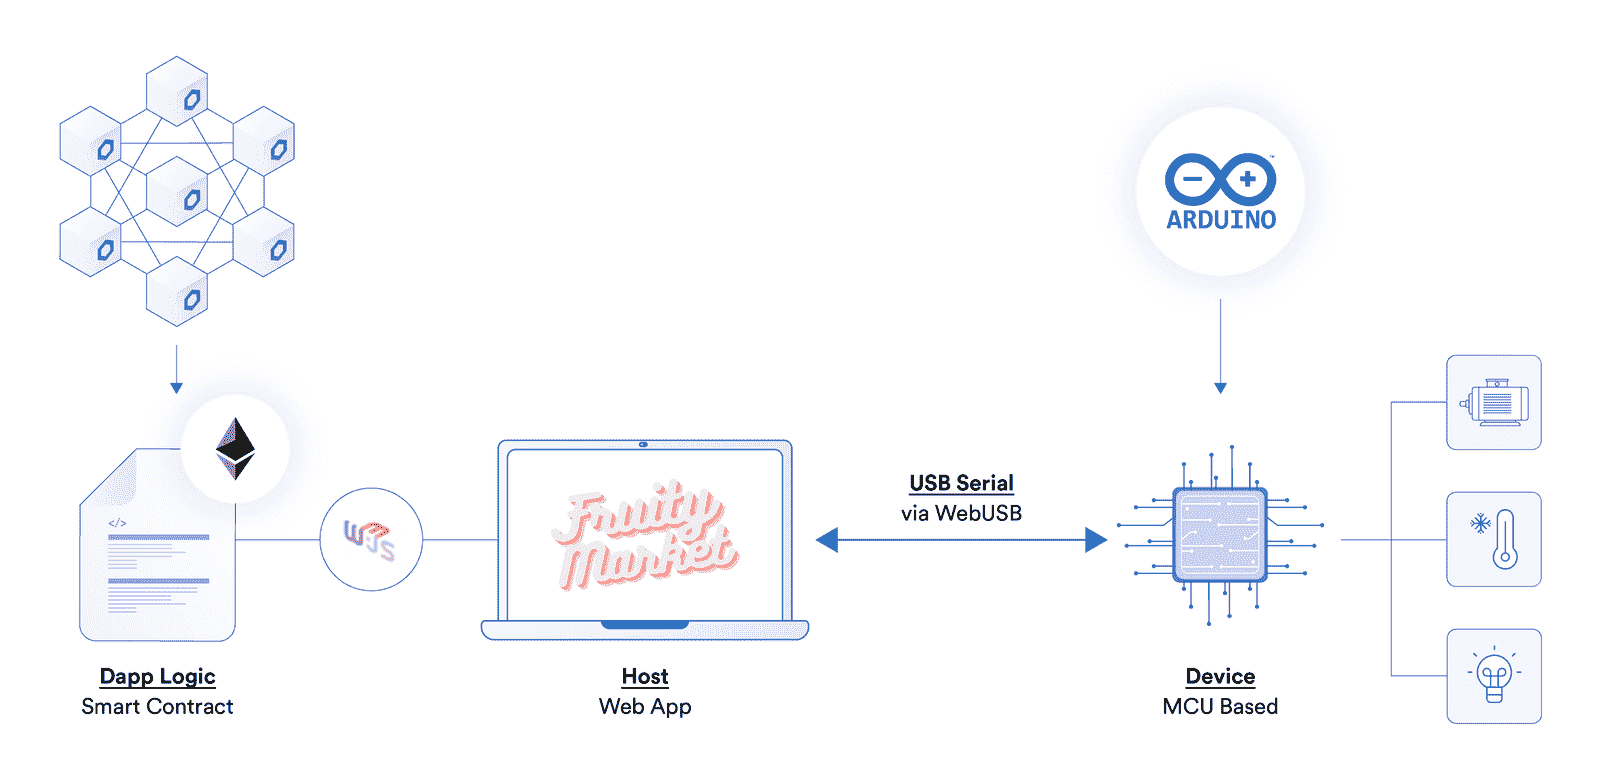 ARDUINO
</>
W3JS
Fruity
Market
USB Serial
via WebUSB
Dapp Logic
Smart Contract
Host
Web App
Device
MCU Based